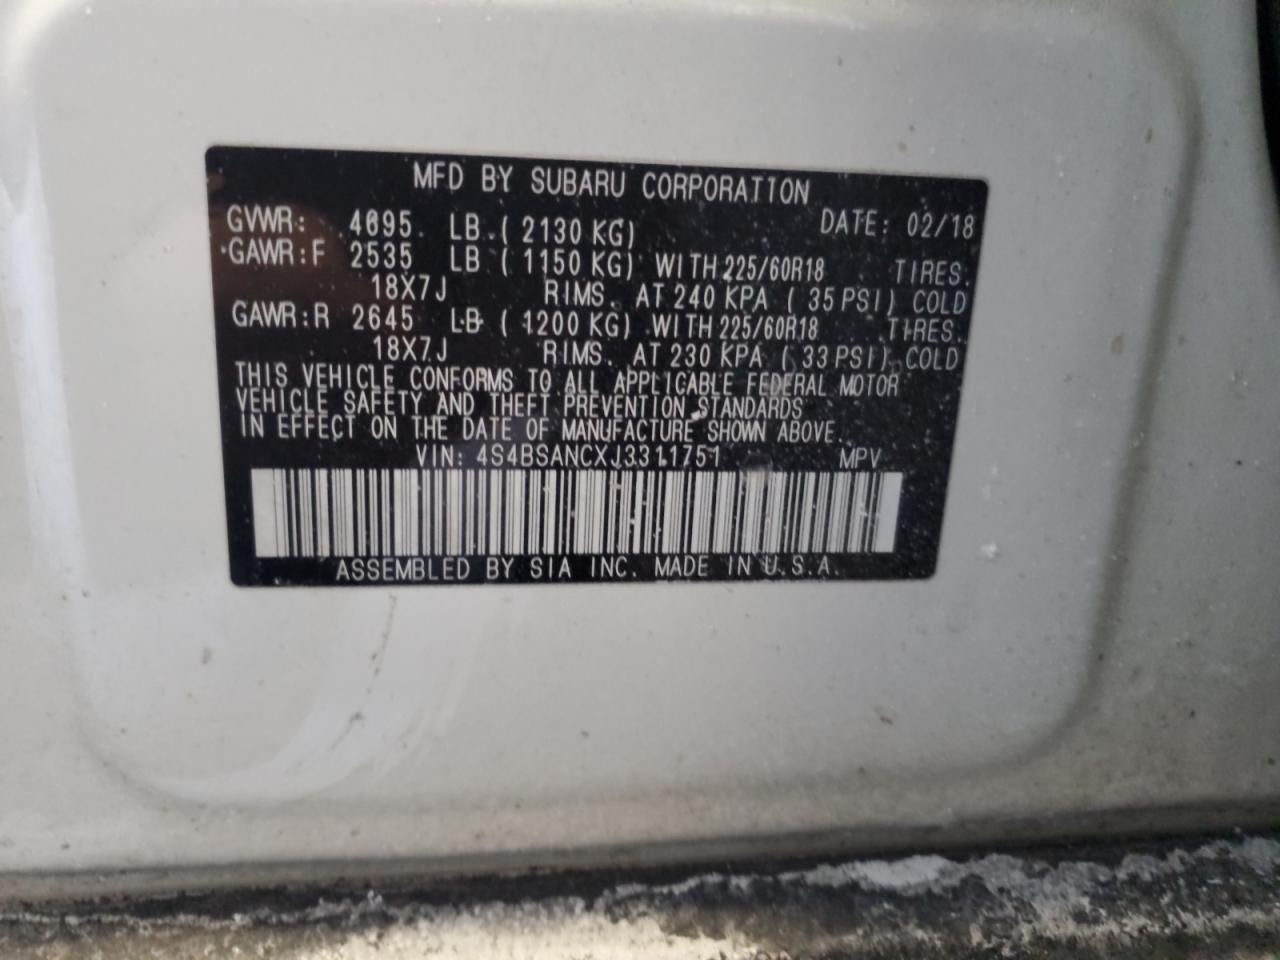 MFD BY SUBARU CORPORATION
GVWR: 4695 LB (2130 KG) DATE: 02/18
GAWR:F 2535 LB (1150 KG) WITH 225/60R18 TIRES.
18X7J RIMS. AT 240 KPA (35 PSI) COLD
GAWR:R 2645 LB (1200 KG) WITH 225/60R18 TIRES.
18X7J RIMS. AT 230 KPA (33 PSI) COLD
THIS VEHICLE CONFORMS TO ALL APPLICABLE FEDERAL MOTOR
VEHICLE SAFETY AND THEFT PREVENTION STANDARDS
IN EFFECT ON THE DATE OF MANUFACTURE SHOWN ABOVE.
VIN: 4S4BSANCXJ3311751 MPV
ASSEMBLED BY SIA INC. MADE IN U.S.A.